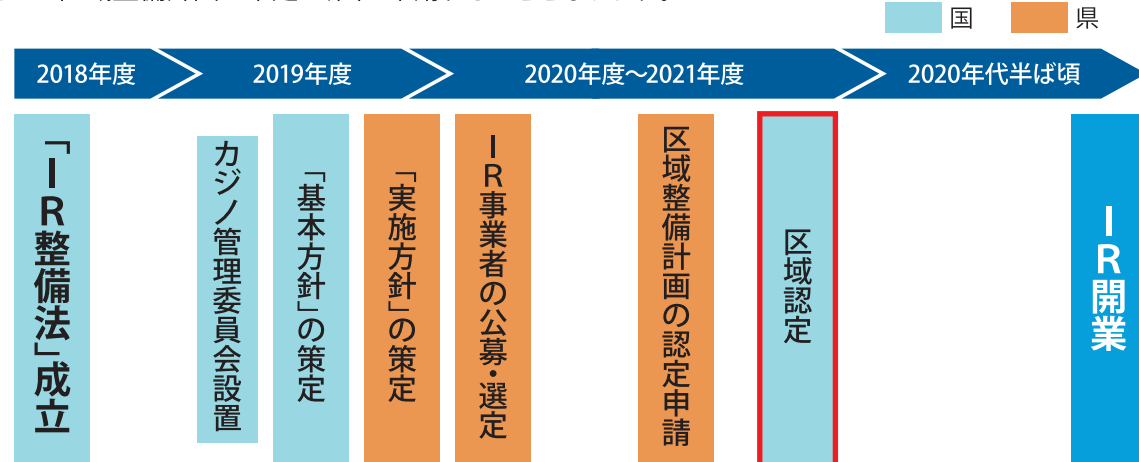 国
県
2018年度
2019年度
2020年度～2021年度
2020年代半ば頃
「IR整備法」成立
カジノ管理委員会設置
「基本方針」の策定
「実施方針」の策定
IR事業者の公募・選定
区域整備計画の認定申請
区域認定
IR開業